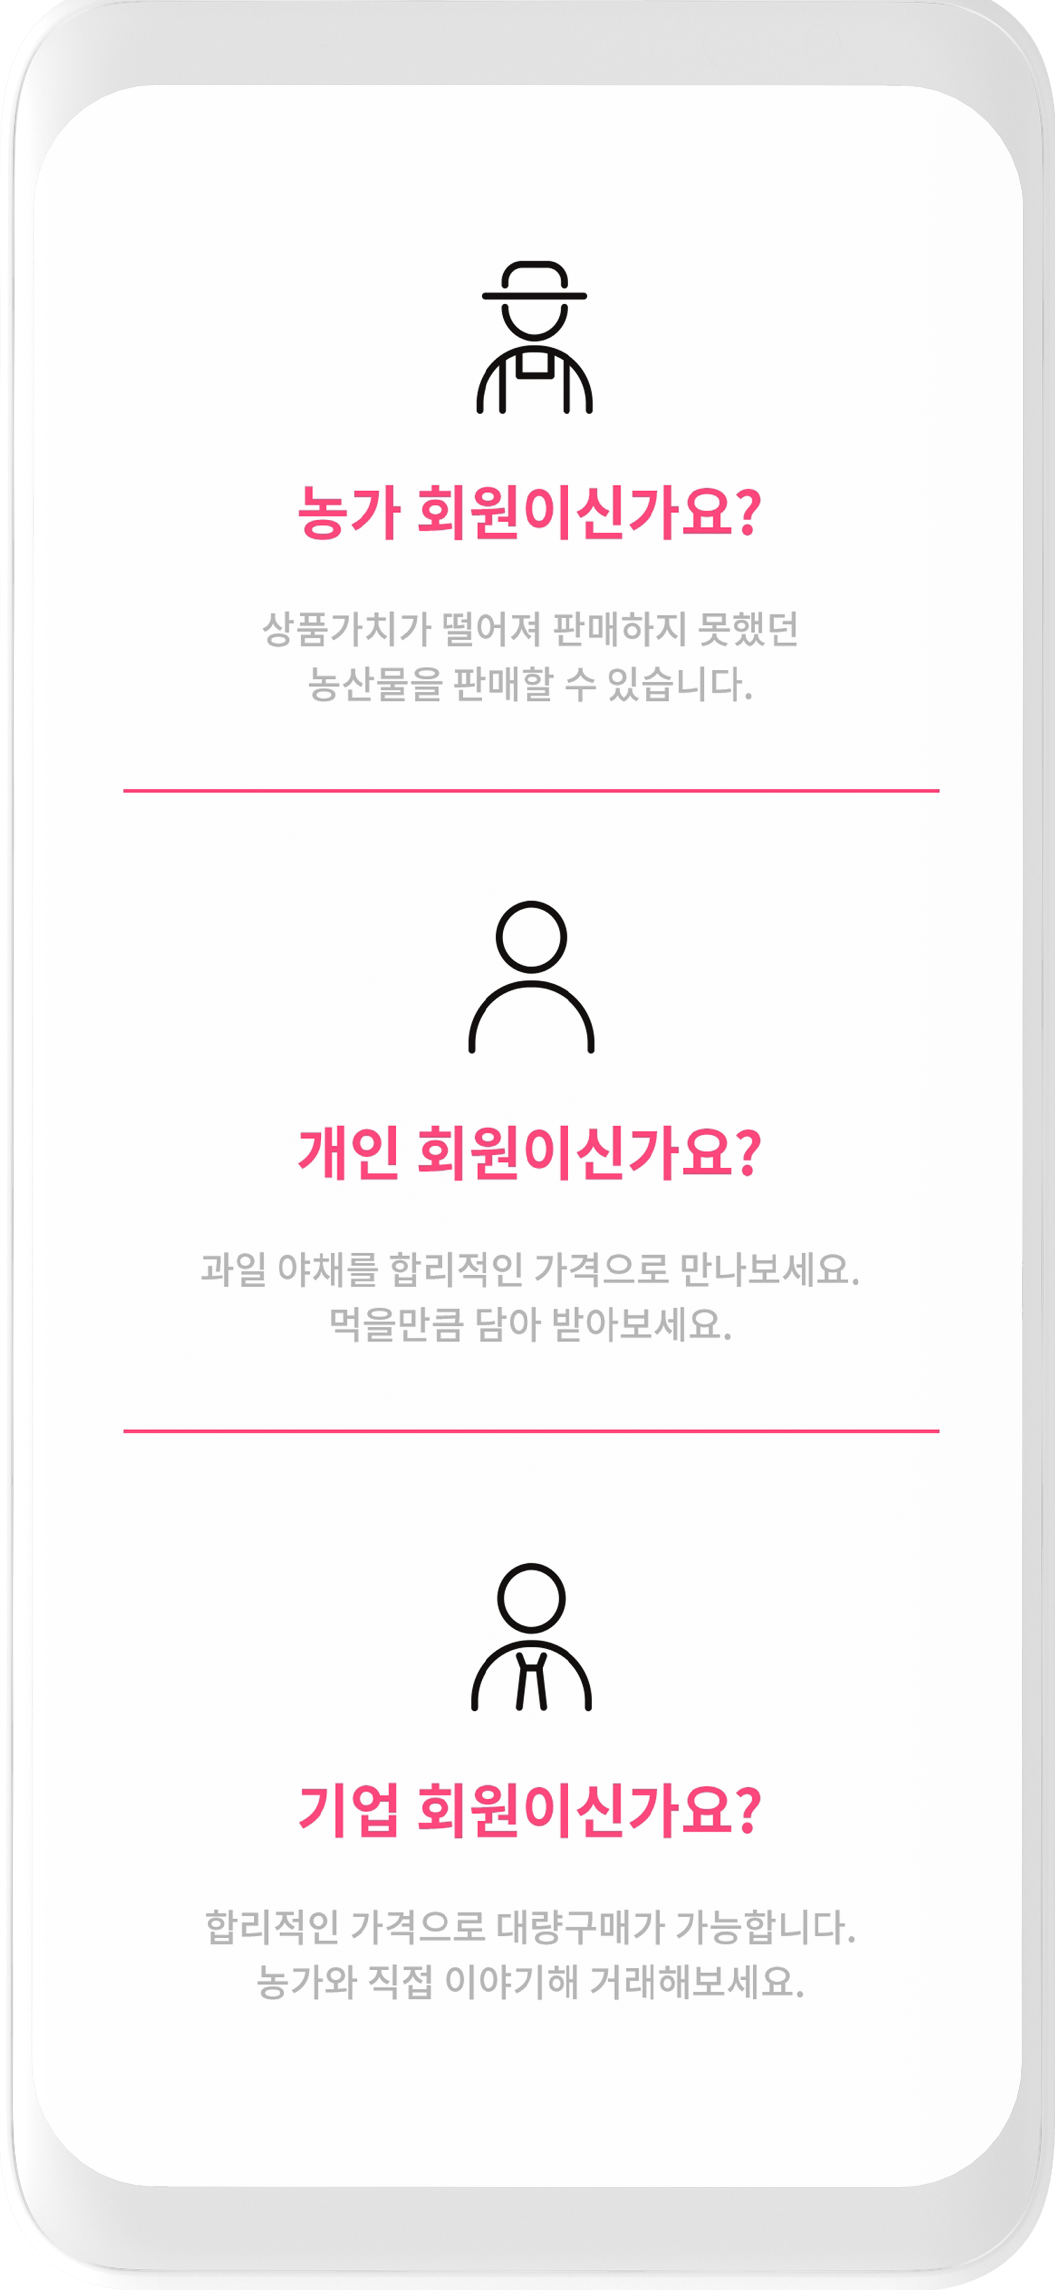 농가 회원이신가요?
상품가치가 떨어져 판매하지 못했던
농산물을 판매할 수 있습니다.
개인 회원이신가요?
과일 야채를 합리적인 가격으로 만나보세요.
먹을만큼 담아 받아보세요.
기업 회원이신가요?
합리적인 가격으로 대량구매가 가능합니다.
농가와 직접 이야기해 거래해보세요.